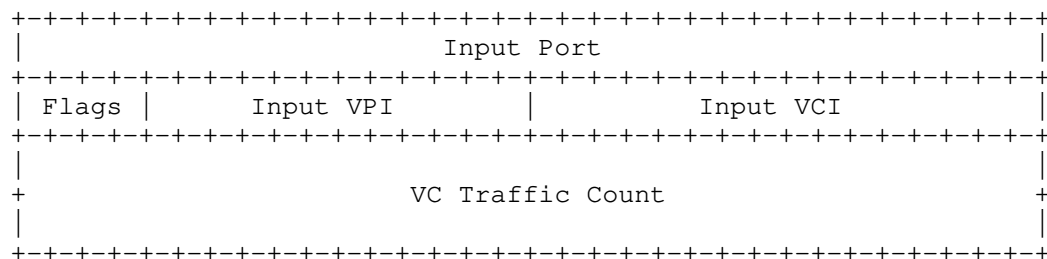 +-+-+-+-+-+-+-+-+-+-+-+-+-+-+-+-+-+-+-+-+-+-+-+-+-+-+-+-+-+-+-+-+
|                          Input Port                           |
+-+-+-+-+-+-+-+-+-+-+-+-+-+-+-+-+-+-+-+-+-+-+-+-+-+-+-+-+-+-+-+-+
| Flags |      Input VPI        |          Input VCI            |
+-+-+-+-+-+-+-+-+-+-+-+-+-+-+-+-+-+-+-+-+-+-+-+-+-+-+-+-+-+-+-+-+
|                                                               |
+                        VC Traffic Count                       +
|                                                               |
+-+-+-+-+-+-+-+-+-+-+-+-+-+-+-+-+-+-+-+-+-+-+-+-+-+-+-+-+-+-+-+-+